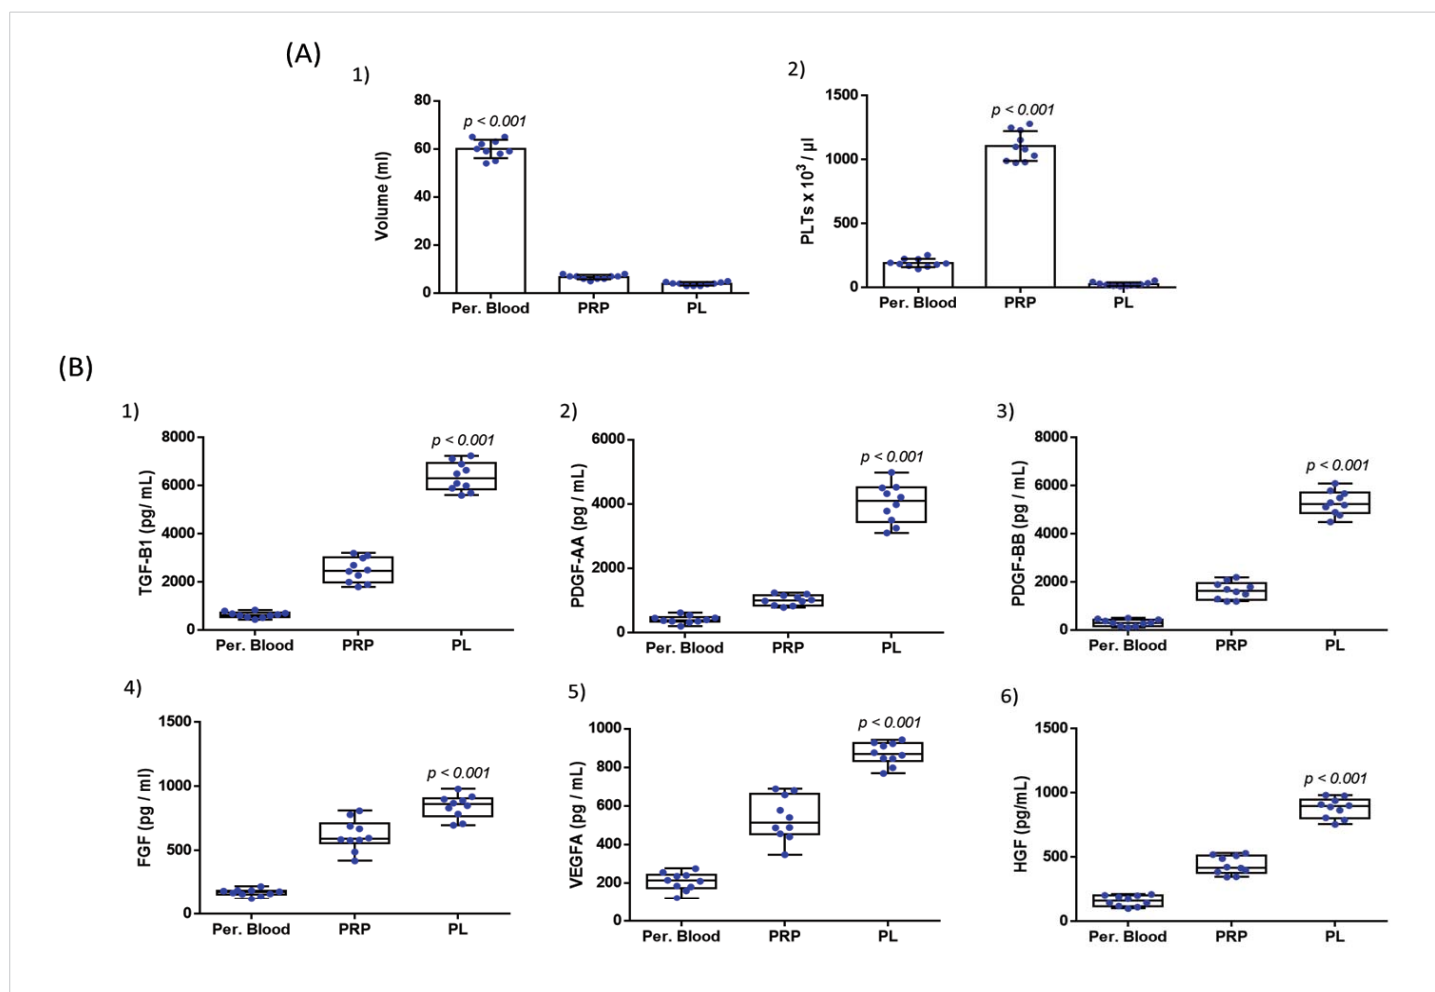 (A)
1)
80
60
40
20
0
Volume (ml)
p < 0.001
Per. Blood
PRP
PL
2)
1500
1000
500
0
PLTs x 10³ / µl
p < 0.001
Per. Blood
PRP
PL
(B)
1)
8000
6000
4000
2000
0
TGF-B1 (pg/ mL)
p < 0.001
Per. Blood
PRP
PL
2)
6000
4000
2000
0
PDGF-AA (pg / mL)
p < 0.001
Per. Blood
PRP
PL
3)
8000
6000
4000
2000
0
PDGF-BB (pg / mL)
p < 0.001
Per. Blood
PRP
PL
4)
1500
1000
500
0
FGF (pg / ml)
p < 0.001
Per. Blood
PRP
PL
5)
1000
800
600
400
200
0
VEGFA (pg / mL)
p < 0.001
Per. Blood
PRP
PL
6)
1500
1000
500
0
HGF (pg/mL)
p < 0.001
Per. Blood
PRP
PL